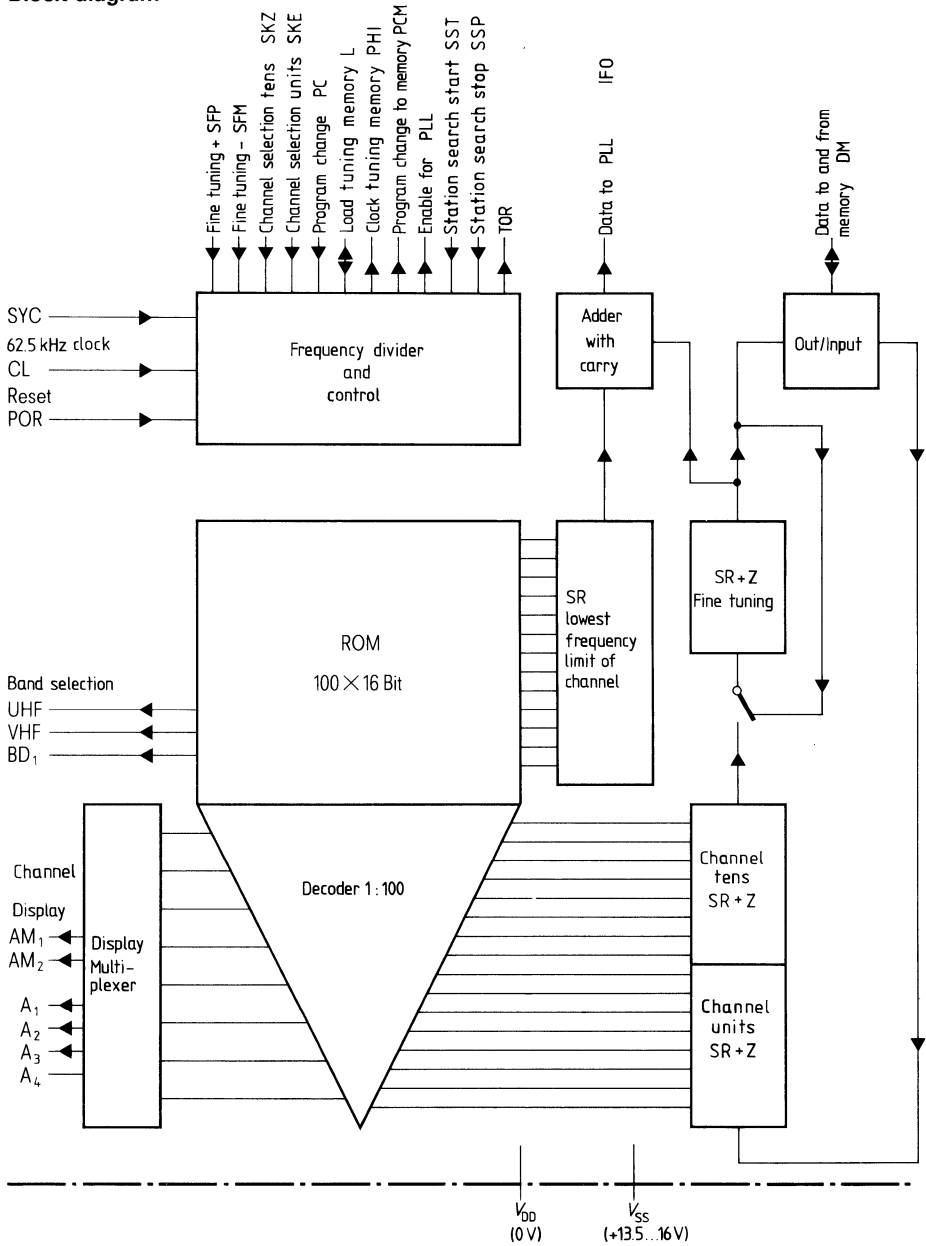 Block diagram
Fine tuning + SFP
Fine tuning - SFM
Channel selection tens SKZ
Channel selection units SKE
Program change PC
Load tuning memory L
Clock tuning memory PHI
Program change to memory PCM
Enable for PLL
Station search start SST
Station search stop SSP
TOR
Data to PLL IFO
Data to and from
memory DM
SYC
62.5 kHz clock
CL
Reset
POR
Frequency divider
and
control
Adder
with
carry
Out/Input
ROM
100 × 16 Bit
SR
lowest
frequency
limit of
channel
SR + Z
Fine tuning
Band selection
UHF
VHF
BD₁
Channel
Display
AM₁
AM₂
A₁
A₂
A₃
A₄
Display
Multi-
plexer
Decoder 1 : 100
Channel
tens
SR + Z
Channel
units
SR + Z
V_DD
(0 V)
V_SS
(+13.5...16 V)